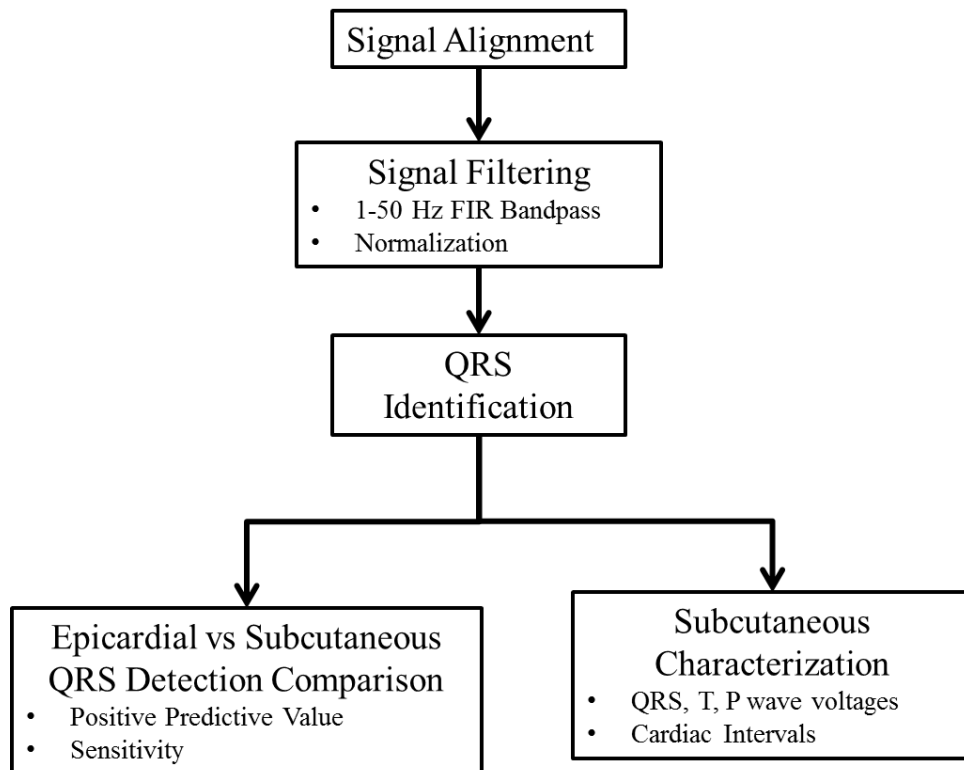 Signal Alignment
Signal Filtering
• 1-50 Hz FIR Bandpass
• Normalization
QRS
Identification
Epicardial vs Subcutaneous
QRS Detection Comparison
• Positive Predictive Value
• Sensitivity
Subcutaneous
Characterization
• QRS, T, P wave voltages
• Cardiac Intervals